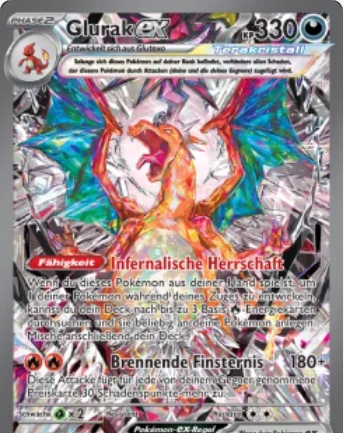 PHASE 2
Glurak ex
KP 330
Entwickelt sich aus Glutexo
Terakristall
Solange sich dieses Pokémon auf deiner Bank befindet, verhindere allen Schaden,
der diesem Pokémon durch Attacken (deine und die deines Gegners) zugefügt wird.
Fähigkeit Infernalische Herrschaft
Wenn du dieses Pokémon aus deiner Hand spielst, um
1 deiner Pokémon während deines Zuges zu entwickeln,
kannst du dein Deck nach bis zu 3 Basis-Energiekarten
durchsuchen und sie beliebig an deine Pokémon anlegen.
Mische anschließend dein Deck.
Brennende Finsternis 180+
Diese Attacke fügt für jede von deinem Gegner genommene
Preiskarte 30 Schadenspunkte mehr zu.
Schwäche ×2 Resistenz Rückzug
Pokémon-ex-Regel